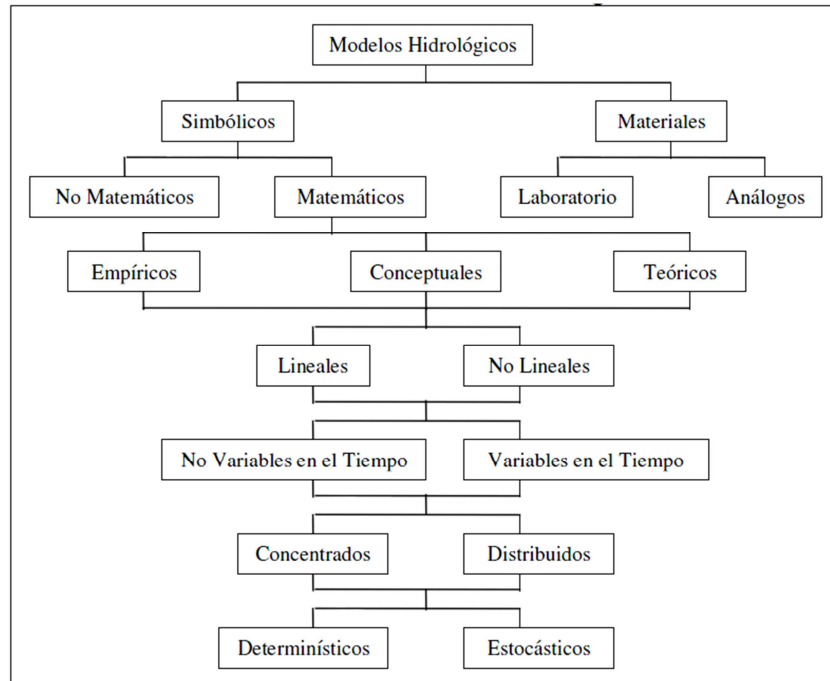 Modelos Hidrológicos
Simbólicos
Materiales
No Matemáticos
Matemáticos
Laboratorio
Análogos
Empíricos
Conceptuales
Teóricos
Lineales
No Lineales
No Variables en el Tiempo
Variables en el Tiempo
Concentrados
Distribuidos
Determinísticos
Estocásticos